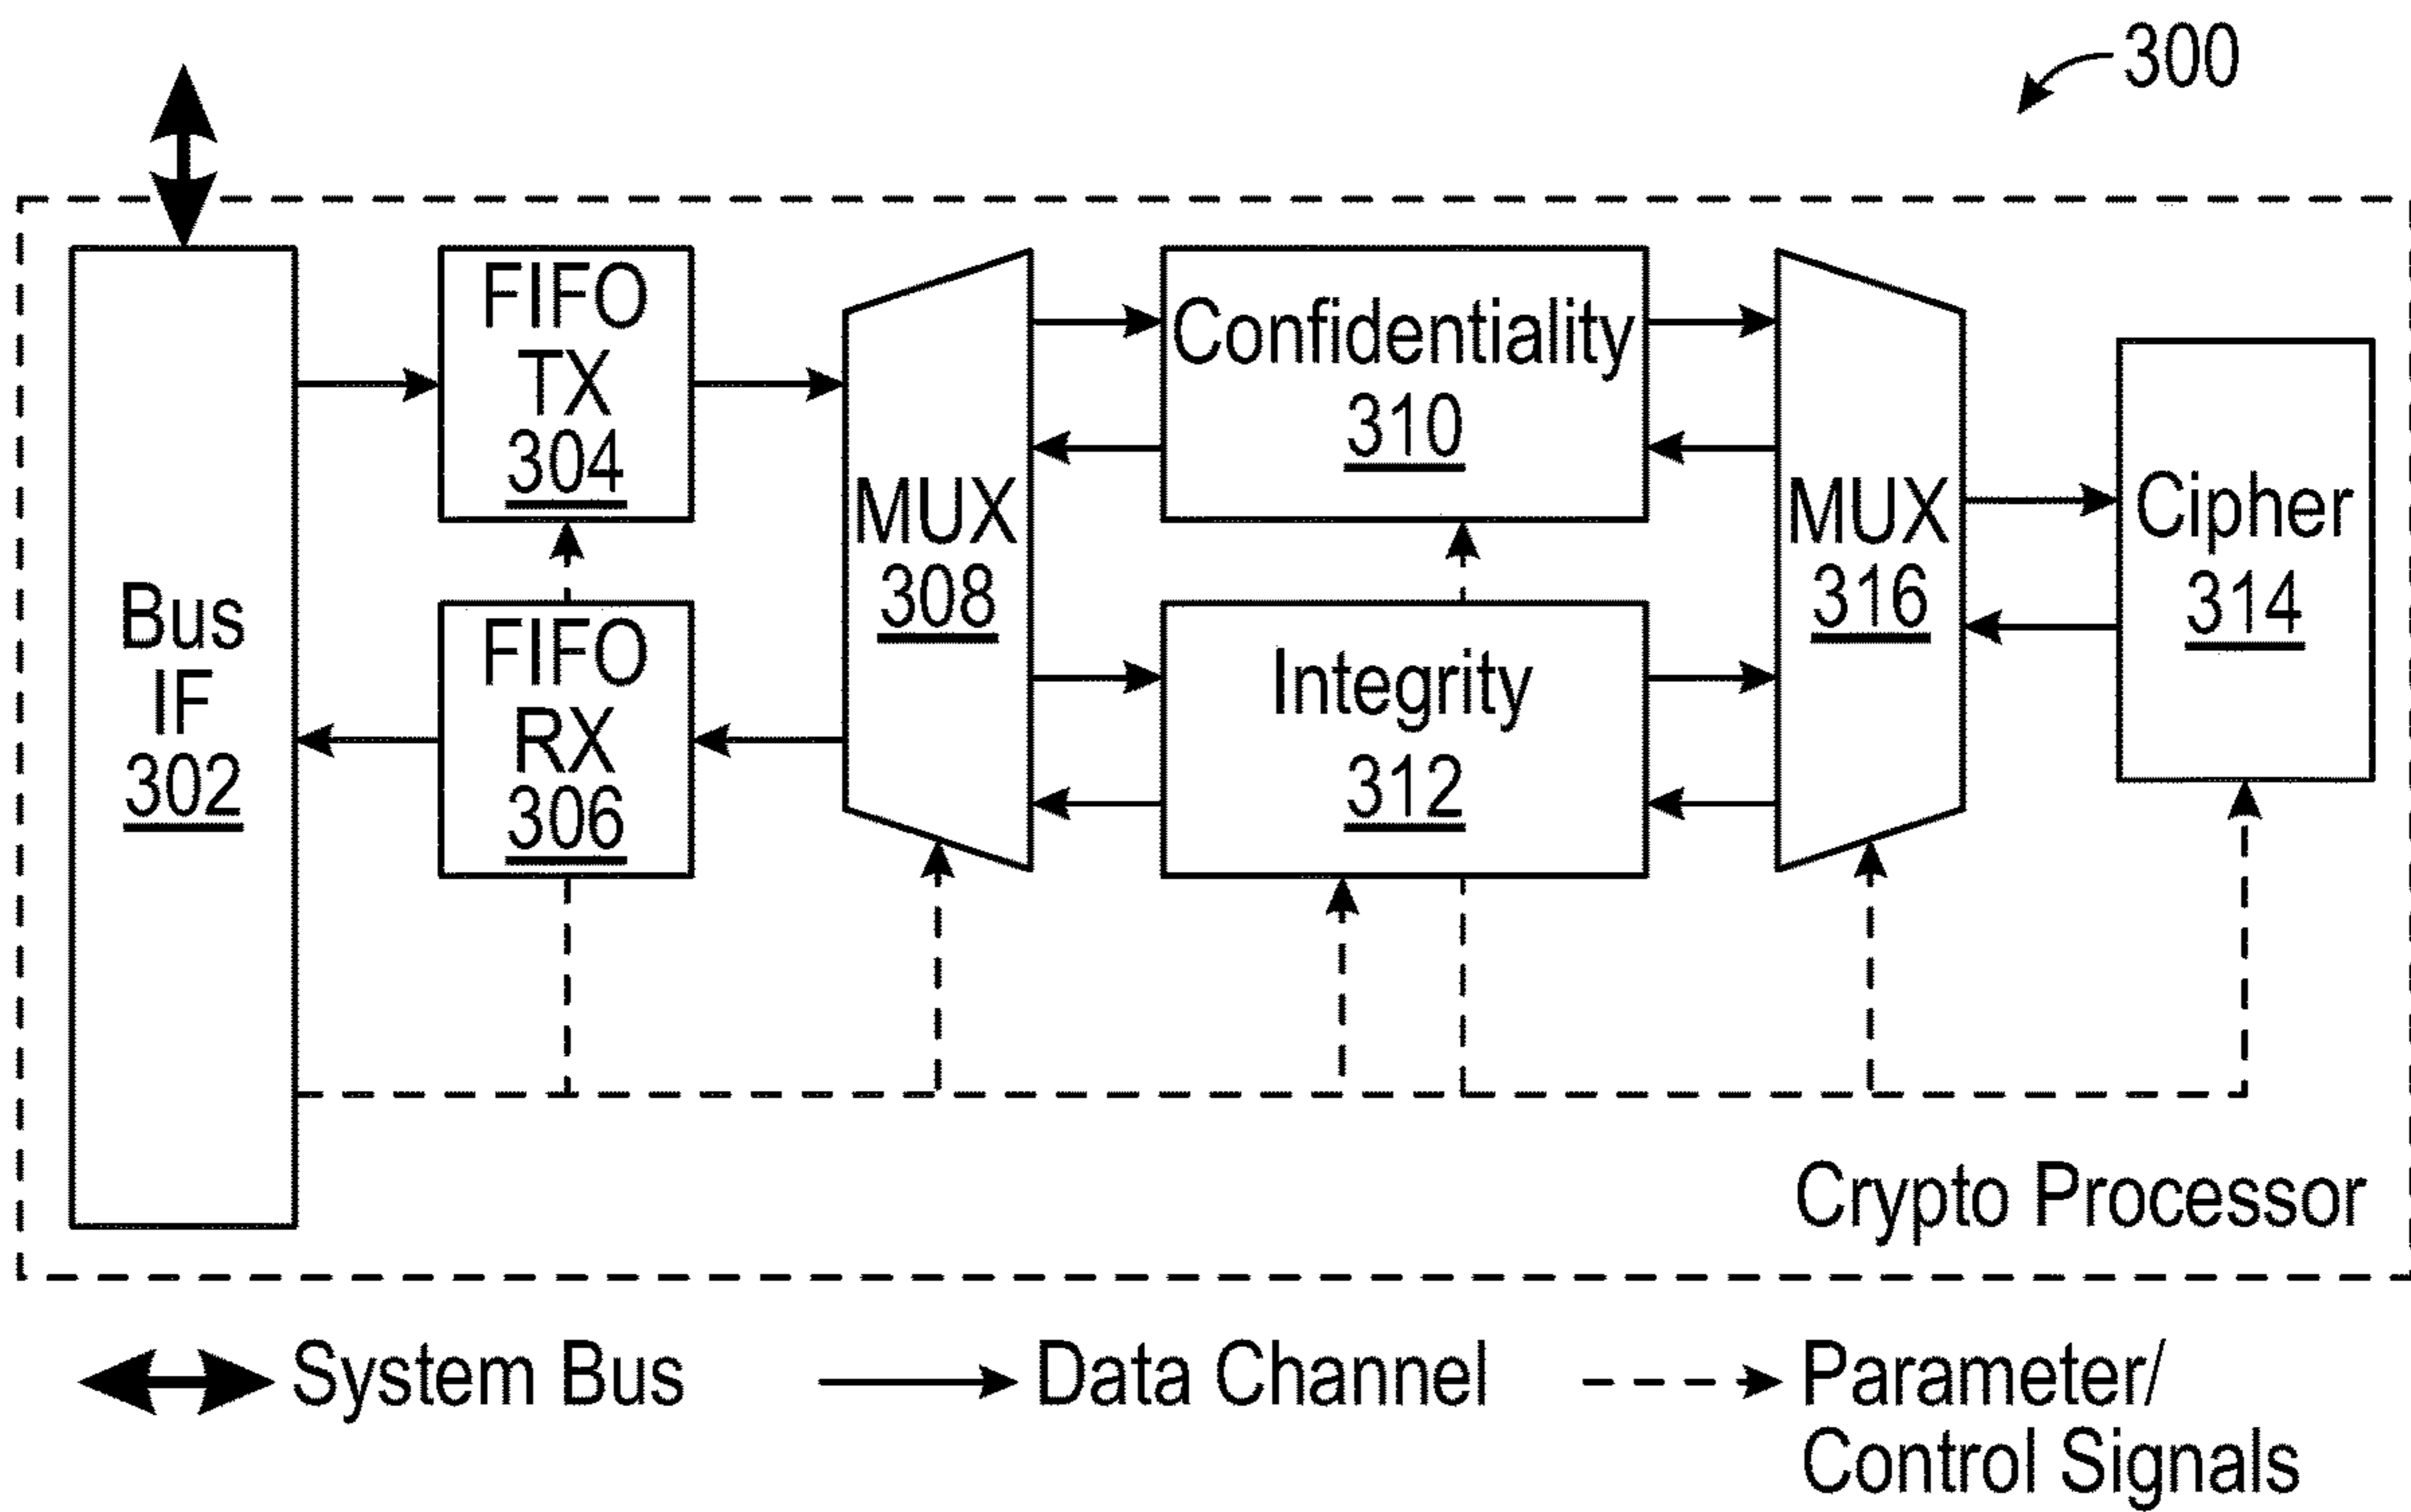 300
Bus
IF
302
FIFO
TX
304
FIFO
RX
306
MUX
308
Confidentiality
310
Integrity
312
MUX
316
Cipher
314
Crypto Processor
System Bus
Data Channel
Parameter/
Control Signals